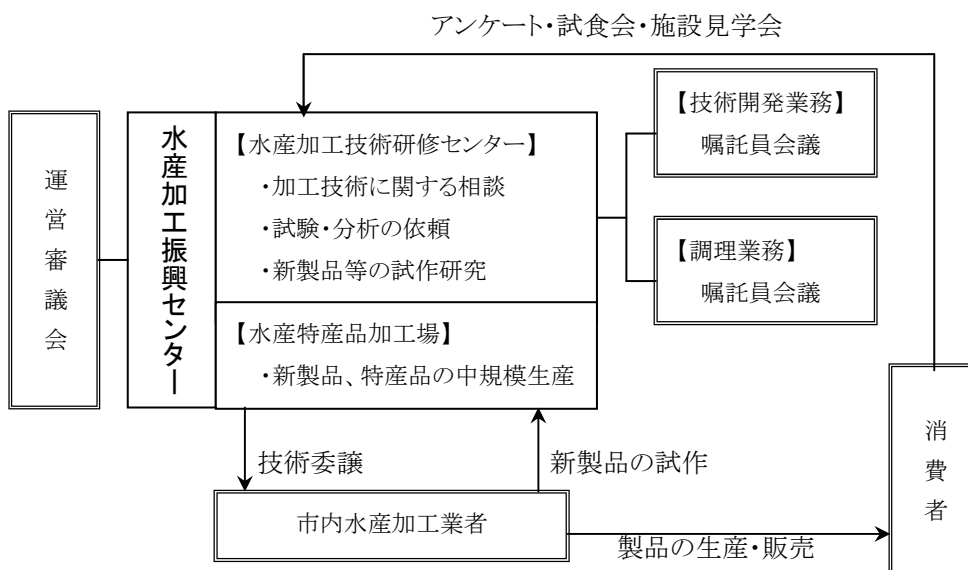 アンケート・試食会・施設見学会
運営審議会
水産加工振興センター
【水産加工技術研修センター】
・加工技術に関する相談
・試験・分析の依頼
・新製品等の試作研究
【水産特産品加工場】
・新製品、特産品の中規模生産
【技術開発業務】
嘱託員会議
【調理業務】
嘱託員会議
消費者
技術委譲
新製品の試作
市内水産加工業者
製品の生産・販売